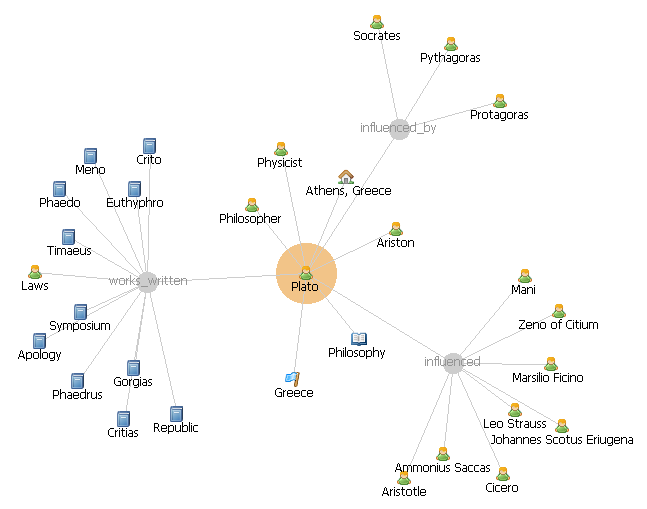 Socrates
Pythagoras
Protagoras
influenced_by
Crito
Meno
Physicist
Athens, Greece
Phaedo
Euthyphro
Philosopher
Ariston
Timaeus
works_written
Laws
Plato
Mani
Symposium
Zeno of Citium
Apology
Philosophy
influenced
Gorgias
Marsilio Ficino
Phaedrus
Greece
Leo Strauss
Critias
Republic
Johannes Scotus Eriugena
Ammonius Saccas
Aristotle
Cicero